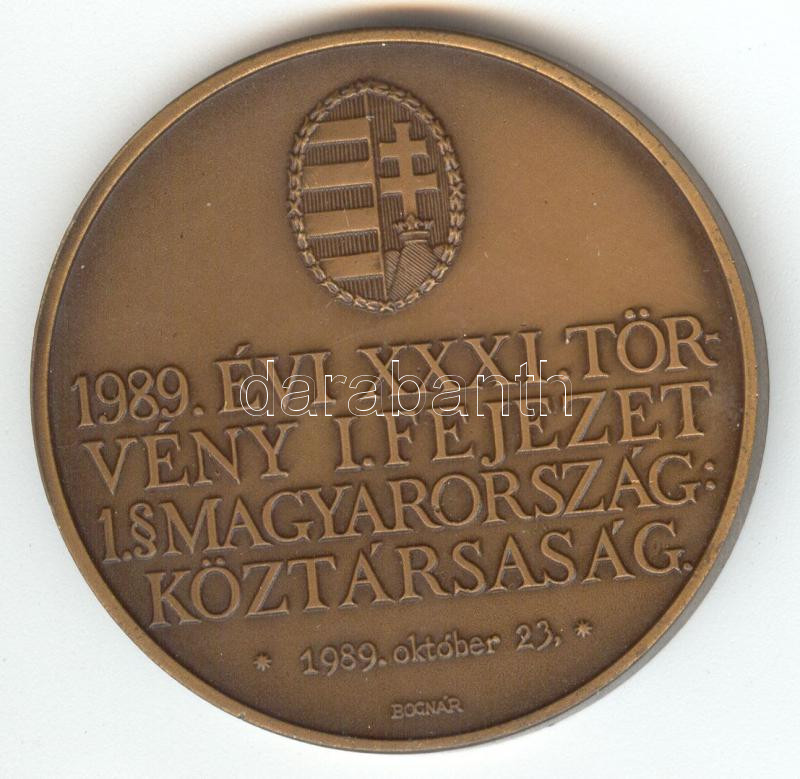 1989. ÉVI XXXI. TÖR-
VÉNY I. FEJEZET
1.§ MAGYARORSZÁG:
KÖZTÁRSASÁG.
* 1989. október 23, *
BOGNÁR
darabanth